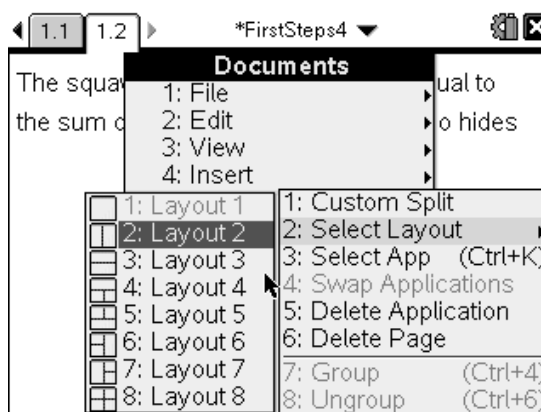 1.1 1.2 *FirstSteps4
Documents
The squa ual to
the sum o o hides
1: File
2: Edit
3: View
4: Insert
1: Layout 1
2: Layout 2
3: Layout 3
4: Layout 4
5: Layout 5
6: Layout 6
7: Layout 7
8: Layout 8
1: Custom Split
2: Select Layout
3: Select App (Ctrl+K)
4: Swap Applications
5: Delete Application
6: Delete Page
7: Group (Ctrl+4)
8: Ungroup (Ctrl+6)